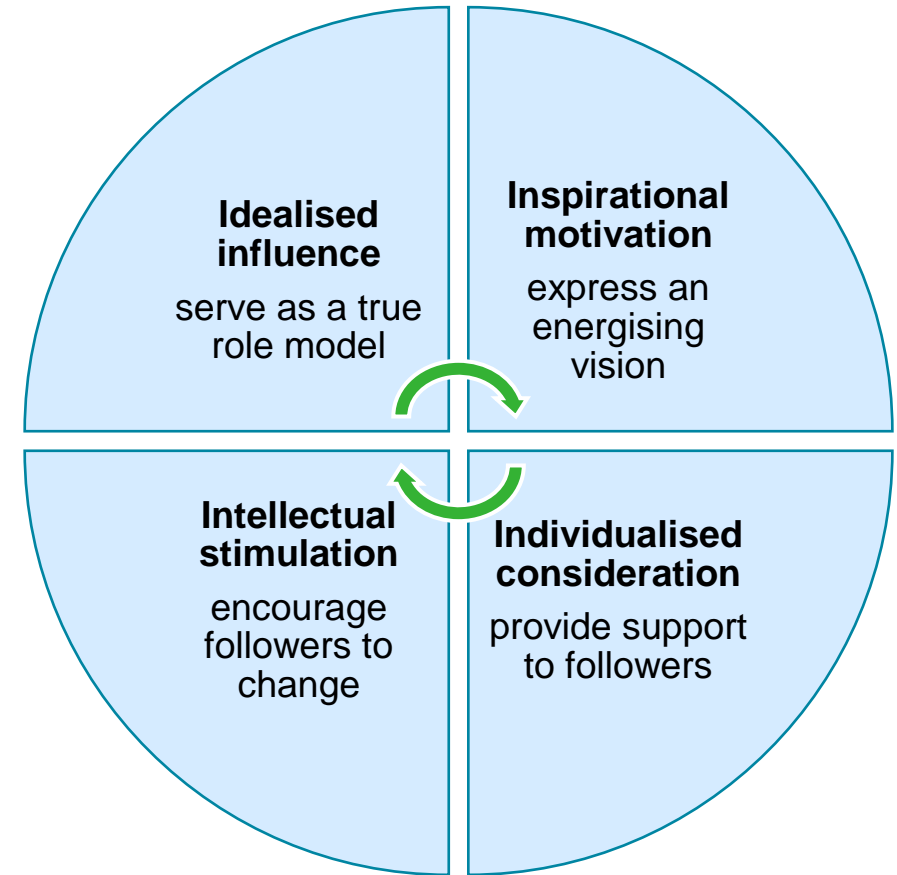 Idealised
influence
serve as a true
role model
Inspirational
motivation
express an
energising
vision
Intellectual
stimulation
encourage
followers to
change
Individualised
consideration
provide support
to followers